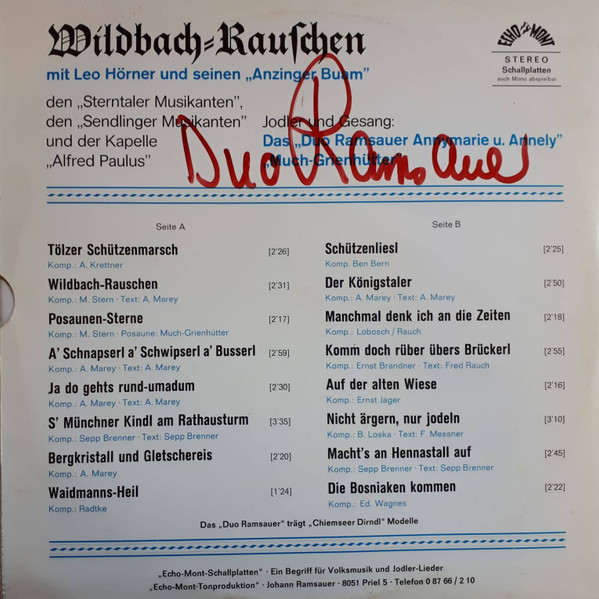 Wildbach=Rauschen
mit Leo Hörner und seinen „Anzinger Buam"
den „Sterntaler Musikanten",
den „Sendlinger Musikanten"
und der Kapelle
„Alfred Paulus"
Jodler und Gesang:
Das „Duo Ramsauer Annymarie u. Annely"
„Much-Grienhütter"
Duo Ramsauer
ECHO MONT
STEREO
Schallplatten
auch Mono abspielbar
Seite A
Tölzer Schützenmarsch [2'26]
Komp.: A. Krettner
Wildbach-Rauschen [2'31]
Komp.: M. Stern · Text: A. Marey
Posaunen-Sterne [2'17]
Komp.: M. Stern · Posaune: Much-Grienhütter
A' Schnapserl a' Schwipserl a' Busserl [2'59]
Komp.: A. Marey · Text: A. Marey
Ja do gehts rund-umadum [2'30]
Komp.: A. Marey · Text: A. Marey
S' Münchner Kindl am Rathausturm [3'35]
Komp.: Sepp Brenner · Text: Sepp Brenner
Bergkristall und Gletschereis [2'20]
Komp.: A. Marey
Waidmanns-Heil [1'24]
Komp.: Radtke
Seite B
Schützenliesl [2'25]
Komp. Ben Bern
Der Königstaler [2'50]
Komp.: A. Marey · Text: A. Marey
Manchmal denk ich an die Zeiten [2'18]
Komp.: Lobosch / Rauch
Komm doch rüber übers Brückerl [2'55]
Komp.: Ernst Brandner · Text: Fred Rauch
Auf der alten Wiese [2'16]
Komp.: Ernst Jäger
Nicht ärgern, nur jodeln [3'10]
Komp.: B. Loska · Text: F. Messner
Macht's an Hennastall auf [2'45]
Komp.: Sepp Brenner · Text: Sepp Brenner
Die Bosniaken kommen [2'22]
Komp.: Ed. Wagnes
Das „Duo Ramsauer" trägt „Chiemseer Dirndl" Modelle
„Echo-Mont-Schallplatten" · Ein Begriff für Volksmusik und Jodler-Lieder
„Echo-Mont-Tonproduktion" · Johann Ramsauer · 8051 Priel 5 · Telefon 0 87 66 / 2 10